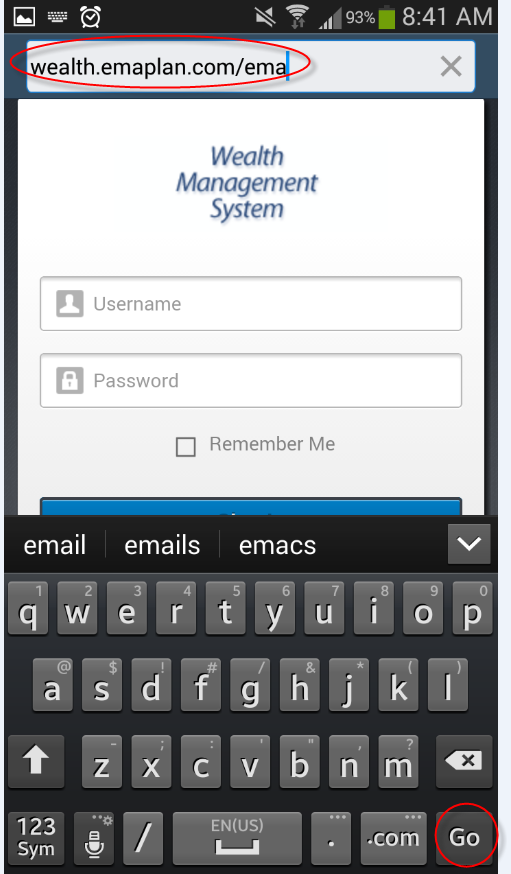 93% 8:41 AM
wealth.emaplan.com/ema
Wealth
Management
System
Username
Password
Remember Me
email emails emacs
1 2 3 4 5 6 7 8 9 0
q w e r t y u i o p
@ $ ! # / & * ( )
a s d f g h j k l
- ; : ' " , ?
z x c v b n m
123
Sym / EN(US) . .com Go